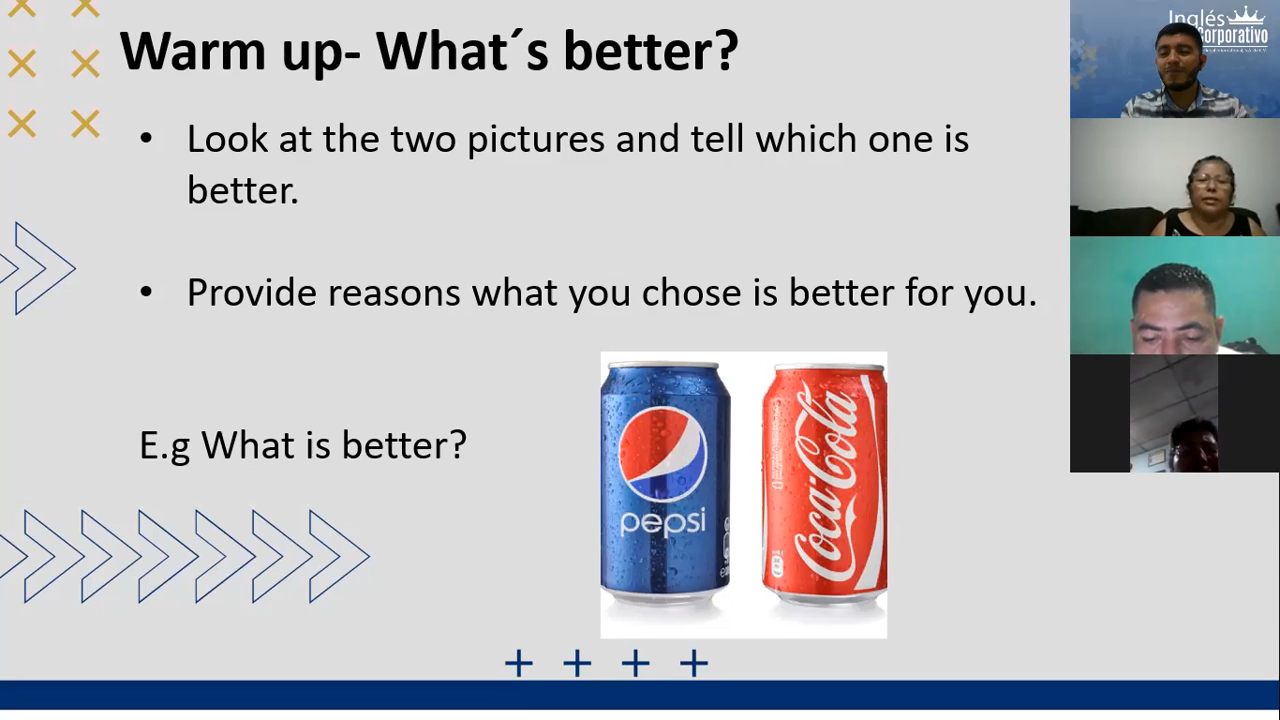 Warm up- What´s better?
• Look at the two pictures and tell which one is
better.
• Provide reasons what you chose is better for you.
E.g What is better?
pepsi
Coca-Cola
Inglés
Corporativo